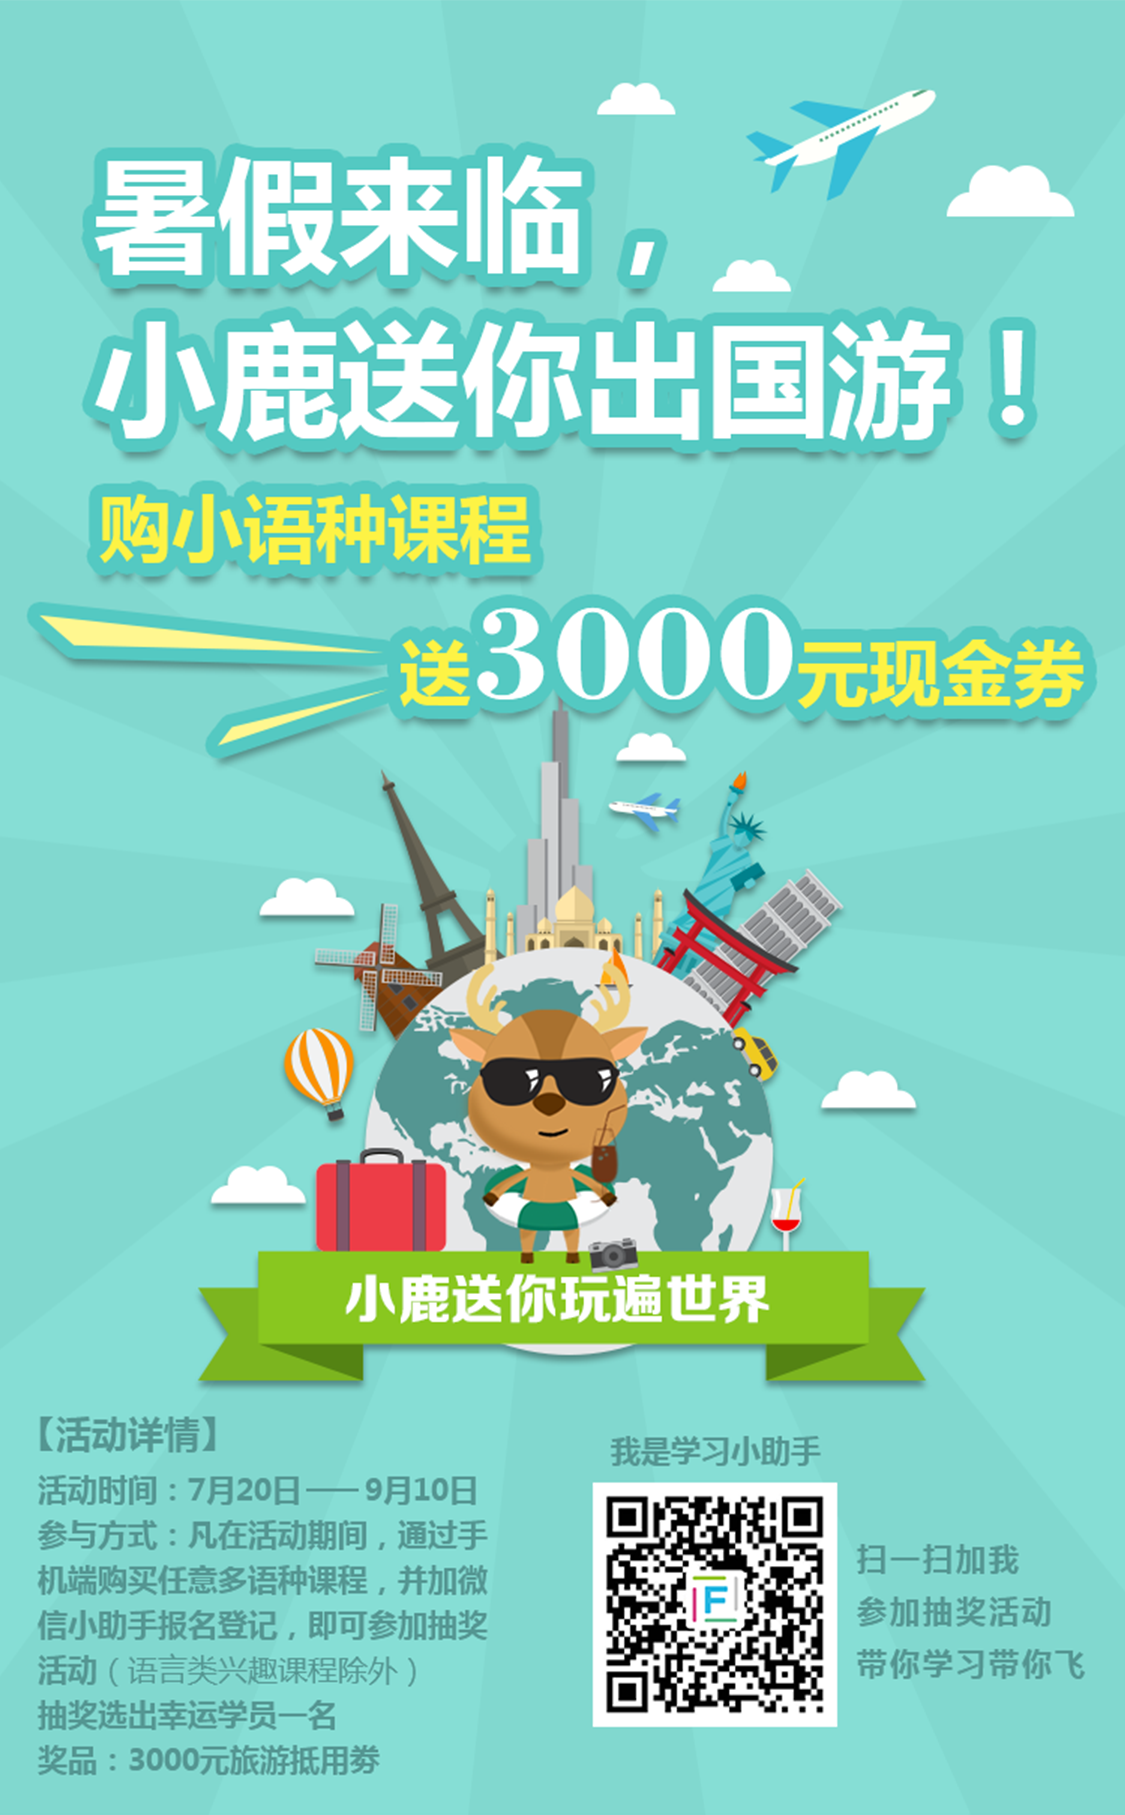 暑假来临，
小鹿送你出国游！
购小语种课程
送3000元现金券
小鹿送你玩遍世界
【活动详情】
活动时间：7月20日——9月10日
参与方式：凡在活动期间，通过手
机端购买任意多语种课程，并加微
信小助手报名登记，即可参加抽奖
活动（语言类兴趣课程除外）
抽奖选出幸运学员一名
奖品：3000元旅游抵用劵
我是学习小助手
F
扫一扫加我
参加抽奖活动
带你学习带你飞